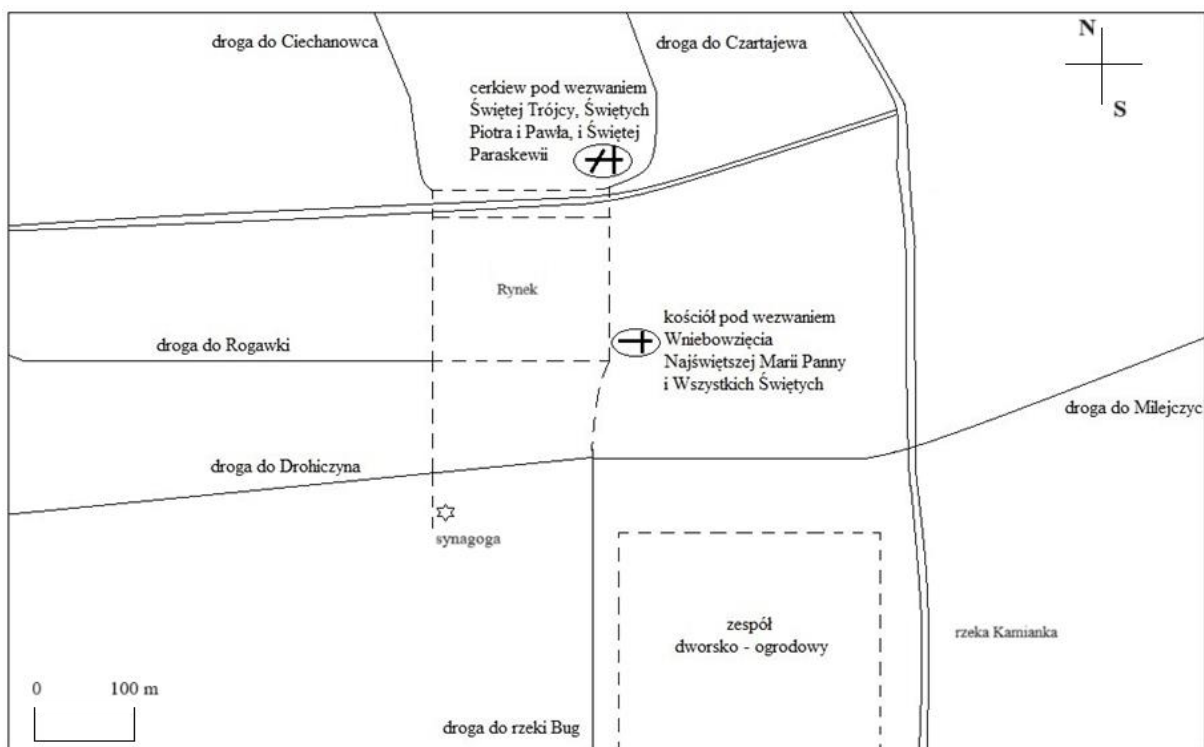 N
S
droga do Ciechanowca
droga do Czartajewa
cerkiew pod wezwaniem
Świętej Trójcy, Świętych
Piotra i Pawła, i Świętej
Paraskewii
Rynek
kościół pod wezwaniem
Wniebowzięcia
Najświętszej Marii Panny
i Wszystkich Świętych
droga do Rogawki
droga do Milejczyc
droga do Drohiczyna
synagoga
zespół
dworsko - ogrodowy
rzeka Kamianka
0 100 m
droga do rzeki Bug